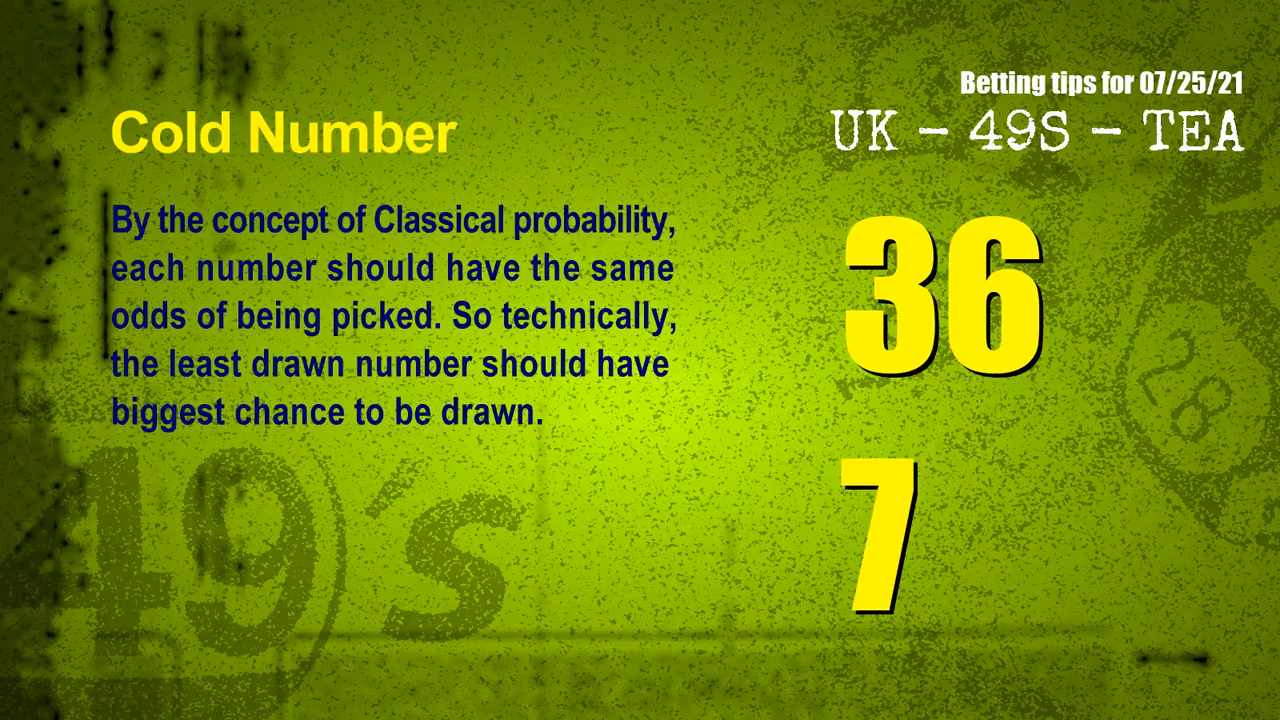 Betting tips for 07/25/21
UK - 49S - TEA
Cold Number
By the concept of Classical probability,
each number should have the same
odds of being picked. So technically,
the least drawn number should have
biggest chance to be drawn.
36
7
28
49's